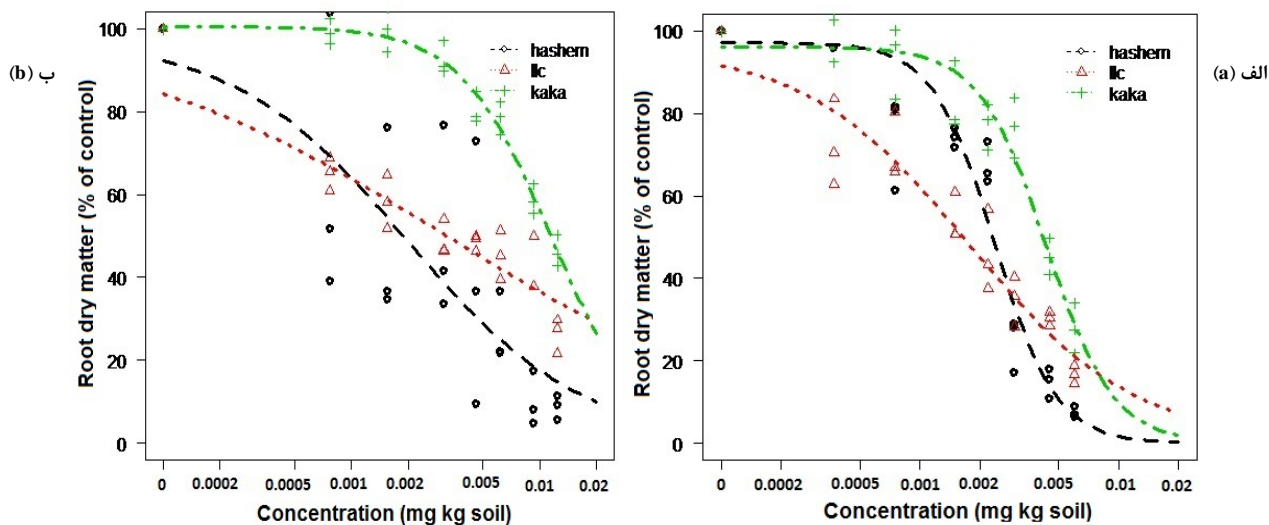 ب (b)
Root dry matter (% of control)
100
80
60
40
20
0
hashem
llc
kaka
0 0.0002 0.0005 0.001 0.002 0.005 0.01 0.02
Concentration (mg kg soil)
الف (a)
Root dry matter (% of control)
100
80
60
40
20
0
hashem
llc
kaka
0 0.0002 0.0005 0.001 0.002 0.005 0.01 0.02
Concentration (mg kg soil)